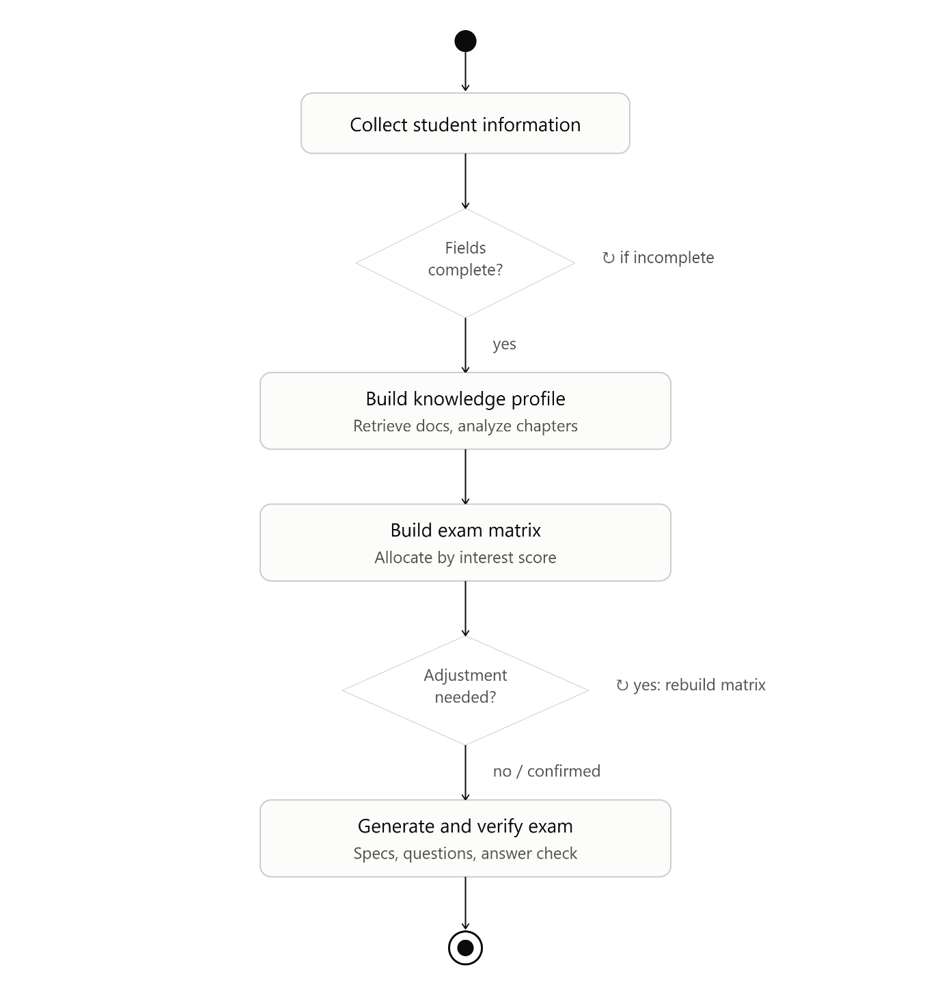 Collect student information
Fields
complete?
↻ if incomplete
yes
Build knowledge profile
Retrieve docs, analyze chapters
Build exam matrix
Allocate by interest score
Adjustment
needed?
↻ yes: rebuild matrix
no / confirmed
Generate and verify exam
Specs, questions, answer check